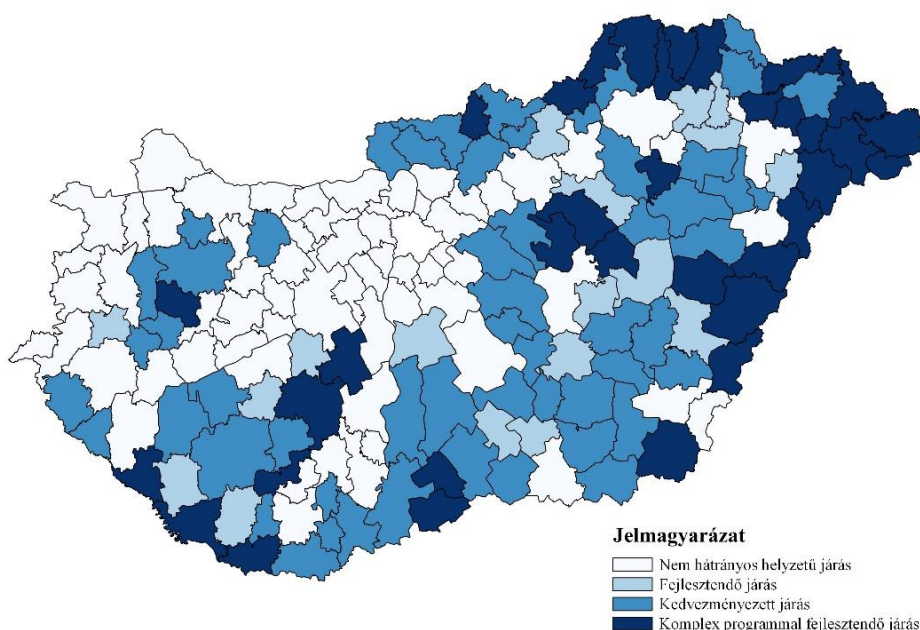 Jelmagyarázat
Nem hátrányos helyzetű járás
Fejlesztendő járás
Kedvezményezett járás
Komplex programmal fejlesztendő járás